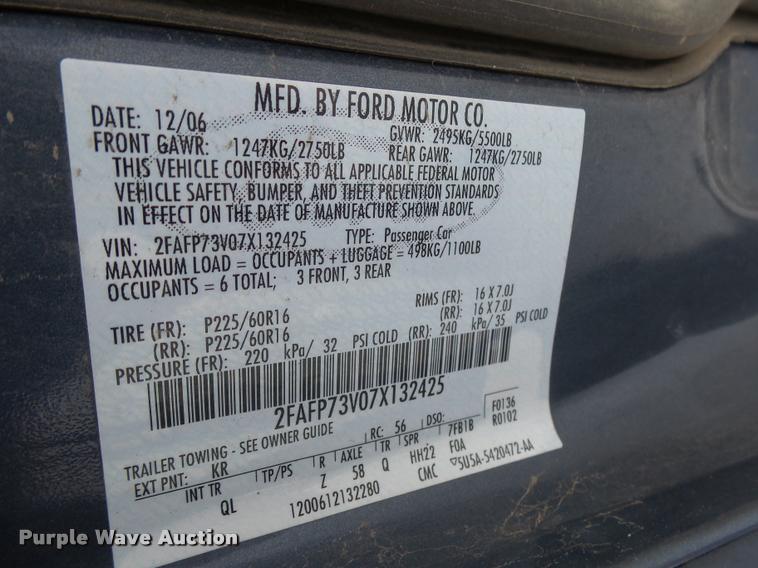 MFD. BY FORD MOTOR CO.
DATE: 12/06 GVWR: 2495KG/5500LB
FRONT GAWR: 1247KG/2750LB REAR GAWR: 1247KG/2750LB
THIS VEHICLE CONFORMS TO ALL APPLICABLE FEDERAL MOTOR
VEHICLE SAFETY, BUMPER, AND THEFT PREVENTION STANDARDS
IN EFFECT ON THE DATE OF MANUFACTURE SHOWN ABOVE.
VIN: 2FAFP73V07X132425 TYPE: Passenger Car
MAXIMUM LOAD = OCCUPANTS + LUGGAGE = 498KG/1100LB
OCCUPANTS = 6 TOTAL; 3 FRONT, 3 REAR
TIRE (FR): P225/60R16 RIMS (FR): 16 X 7.0J
(RR): P225/60R16 (RR): 16 X 7.0J
PRESSURE (FR): 220 kPa/ 32 PSI COLD (RR): 240 kPa/ 35 PSI COLD
2FAFP73V07X132425
F0136
R0102
TRAILER TOWING - SEE OWNER GUIDE RC: 56 DSO:
EXT PNT: KR
INT TR TP/PS R AXLE TR SPR 7FB1B
QL Z 58 Q HH22 FOA
1200612132280 CMC 5U5A-5420472-AA
Purple Wave Auction